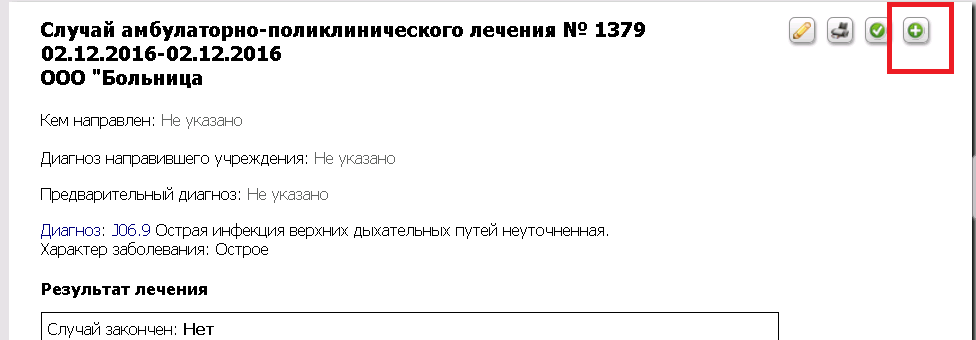 Случай амбулаторно-поликлинического лечения № 1379
02.12.2016-02.12.2016
ООО "Больница
Кем направлен: Не указано
Диагноз направившего учреждения: Не указано
Предварительный диагноз: Не указано
Диагноз: J06.9 Острая инфекция верхних дыхательных путей неуточненная.
Характер заболевания: Острое
Результат лечения
Случай закончен: Нет